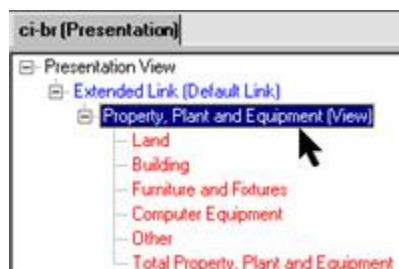 ci-br (Presentation)
Presentation View
Extended Link (Default Link)
Property, Plant and Equipment (View)
Land
Building
Furniture and Fixtures
Computer Equipment
Other
Total Property, Plant and Equipment